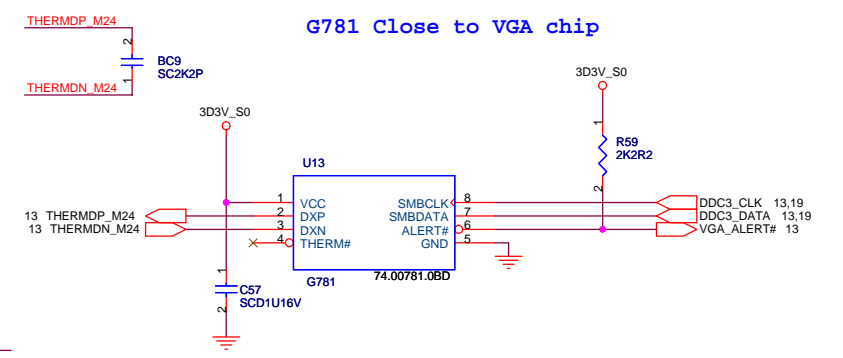 THERMDP_M24
G781 Close to VGA chip
2
BC9
SC2K2P
1
THERMDN_M24
3D3V_S0
3D3V_S0
1
R59
2K2R2
2
U13
1 VCC SMBCLK 8 DDC3_CLK 13,19
13 THERMDP_M24 2 DXP SMBDATA 7 DDC3_DATA 13,19
13 THERMDN_M24 3 DXN ALERT# 6 VGA_ALERT# 13
4 THERM# GND 5
G781 74.00781.0BD
1
C57
SCD1U16V
2